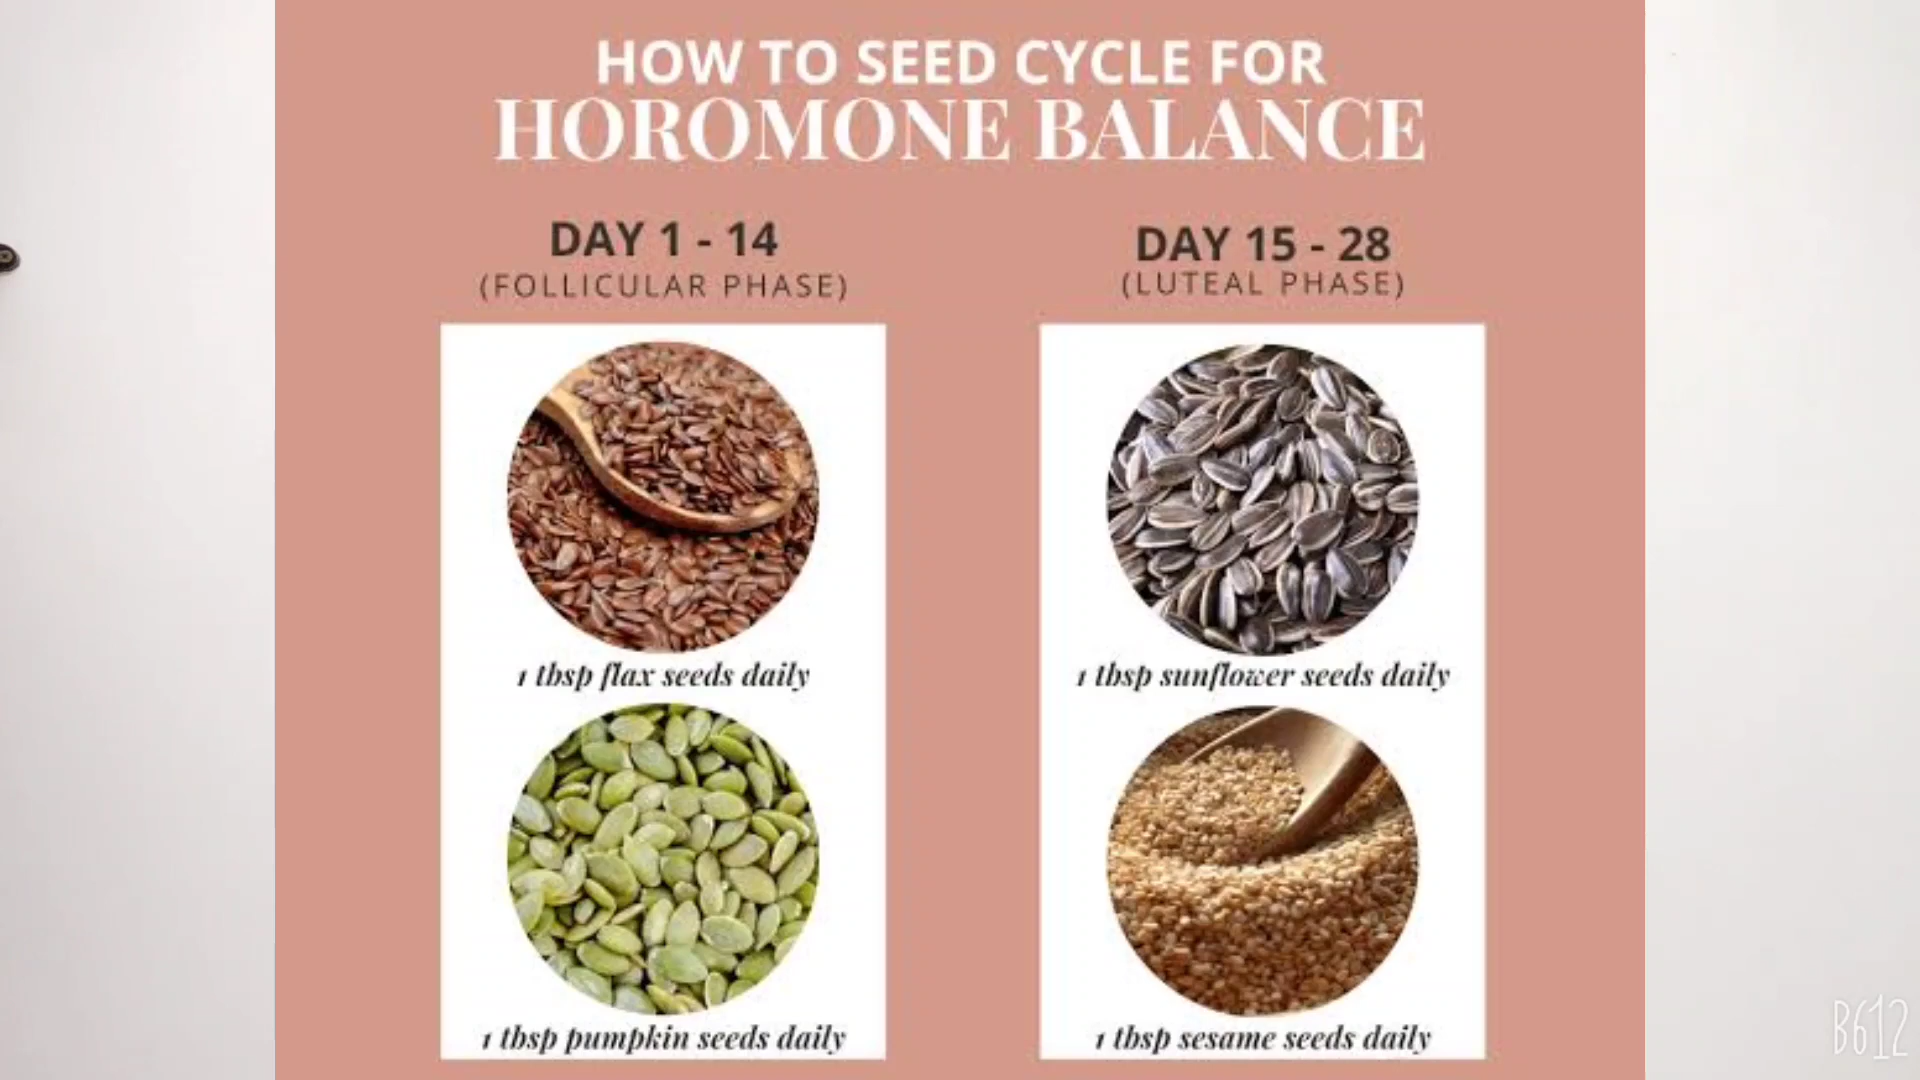 HOW TO SEED CYCLE FOR
HOROMONE BALANCE
DAY 1 - 14
(FOLLICULAR PHASE)
1 tbsp flax seeds daily
1 tbsp pumpkin seeds daily
DAY 15 - 28
(LUTEAL PHASE)
1 tbsp sunflower seeds daily
1 tbsp sesame seeds daily
B612